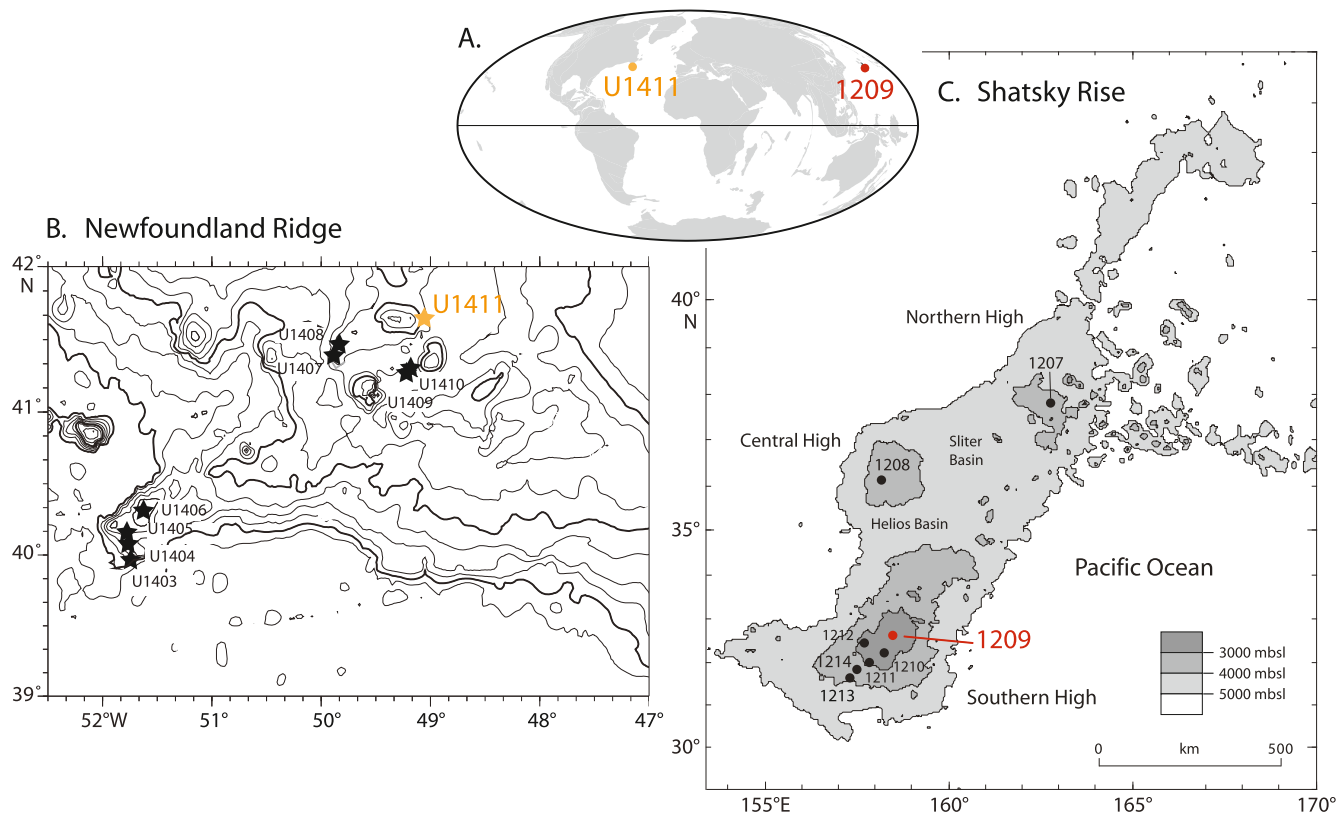 A.
U1411
1209
B. Newfoundland Ridge
42°
N
41°
40°
39°
52°W
51°
50°
49°
48°
47°
U1411
U1408
U1407
U1410
U1409
U1406
U1405
U1404
U1403
C. Shatsky Rise
40°
N
35°
30°
155°E
160°
165°
170°
Northern High
1207
Central High
Sliter
Basin
1208
Helios Basin
Pacific Ocean
1212
1209
1214
1210
1211
1213
Southern High
3000 mbsl
4000 mbsl
5000 mbsl
0 km 500